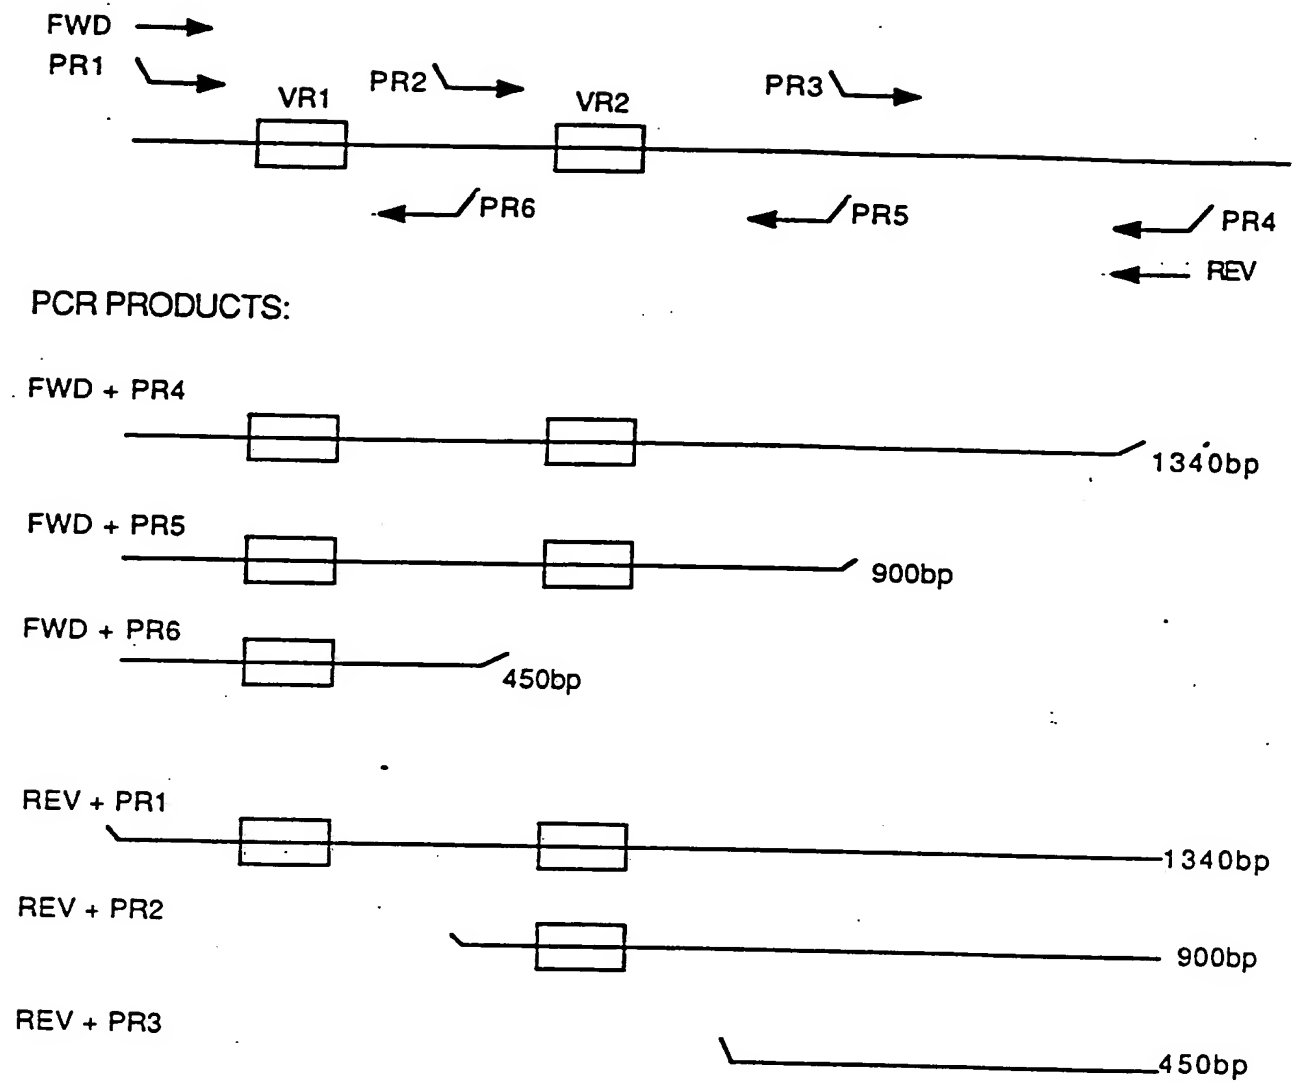 FWD
PR1
VR1
PR2
VR2
PR3
PR6
PR5
PR4
REV
PCR PRODUCTS:
FWD + PR4
1340bp
FWD + PR5
900bp
FWD + PR6
450bp
REV + PR1
1340bp
REV + PR2
900bp
REV + PR3
450bp